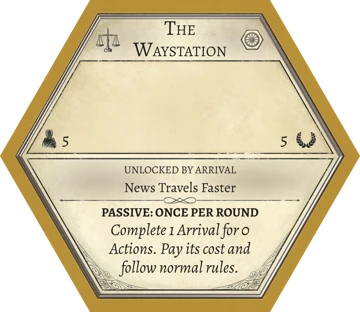 The
Waystation
5 5
UNLOCKED BY ARRIVAL
News Travels Faster
PASSIVE: ONCE PER ROUND
Complete 1 Arrival for 0
Actions. Pay its cost and
follow normal rules.